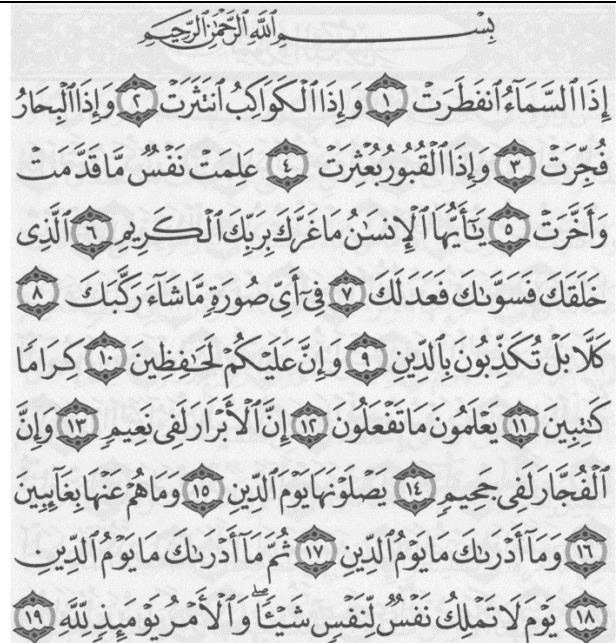 بِسْمِ ٱللَّهِ ٱلرَّحْمَٰنِ ٱلرَّحِيمِ
إِذَا ٱلسَّمَآءُ ٱنفَطَرَتْ ١ وَإِذَا ٱلْكَوَاكِبُ ٱنتَثَرَتْ ٢ وَإِذَا ٱلْبِحَارُ
فُجِّرَتْ ٣ وَإِذَا ٱلْقُبُورُ بُعْثِرَتْ ٤ عَلِمَتْ نَفْسٌ مَّا قَدَّمَتْ
وَأَخَّرَتْ ٥ يَـٰٓأَيُّهَا ٱلْإِنسَـٰنُ مَا غَرَّكَ بِرَبِّكَ ٱلْكَرِيمِ ٦ ٱلَّذِى
خَلَقَكَ فَسَوَّىٰكَ فَعَدَلَكَ ٧ فِىٓ أَىِّ صُورَةٍ مَّا شَآءَ رَكَّبَكَ ٨
كَلَّا بَلْ تُكَذِّبُونَ بِٱلدِّينِ ٩ وَإِنَّ عَلَيْكُمْ لَحَـٰفِظِينَ ١٠ كِرَامًا
كَـٰتِبِينَ ١١ يَعْلَمُونَ مَا تَفْعَلُونَ ١٢ إِنَّ ٱلْأَبْرَارَ لَفِى نَعِيمٍ ١٣ وَإِنَّ
ٱلْفُجَّارَ لَفِى جَحِيمٍ ١٤ يَصْلَوْنَهَا يَوْمَ ٱلدِّينِ ١٥ وَمَا هُمْ عَنْهَا بِغَآئِبِينَ
١٦ وَمَآ أَدْرَىٰكَ مَا يَوْمُ ٱلدِّينِ ١٧ ثُمَّ مَآ أَدْرَىٰكَ مَا يَوْمُ ٱلدِّينِ
١٨ يَوْمَ لَا تَمْلِكُ نَفْسٌ لِّنَفْسٍ شَيْـًٔا ۖ وَٱلْأَمْرُ يَوْمَئِذٍ لِّلَّهِ ١٩